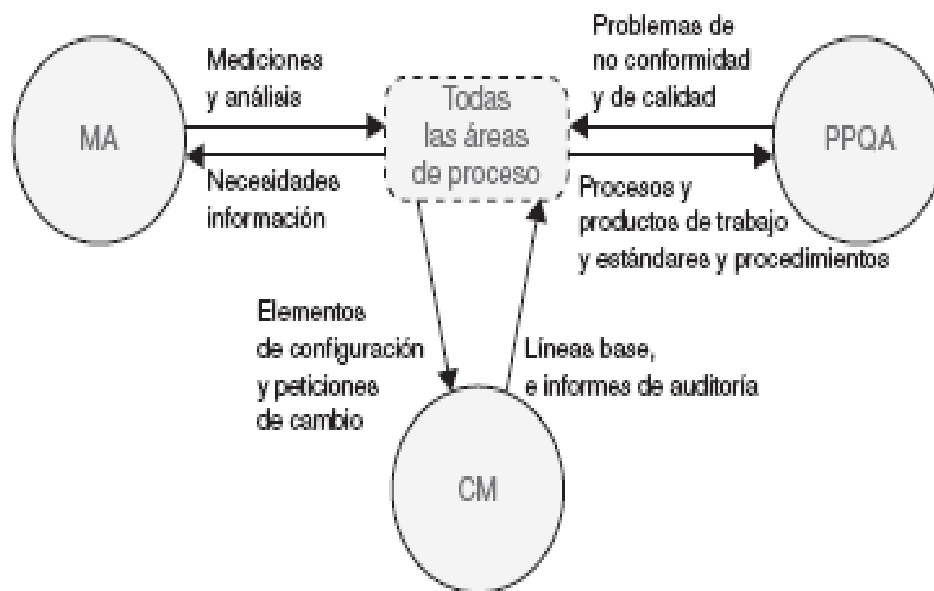 Mediciones
y análisis
MA
Necesidades
información
Todas
las áreas
de proceso
Problemas de
no conformidad
y de calidad
PPQA
Procesos y
productos de trabajo
y estándares y procedimientos
Elementos
de configuración
y peticiones
de cambio
Líneas base,
e informes de auditoría
CM